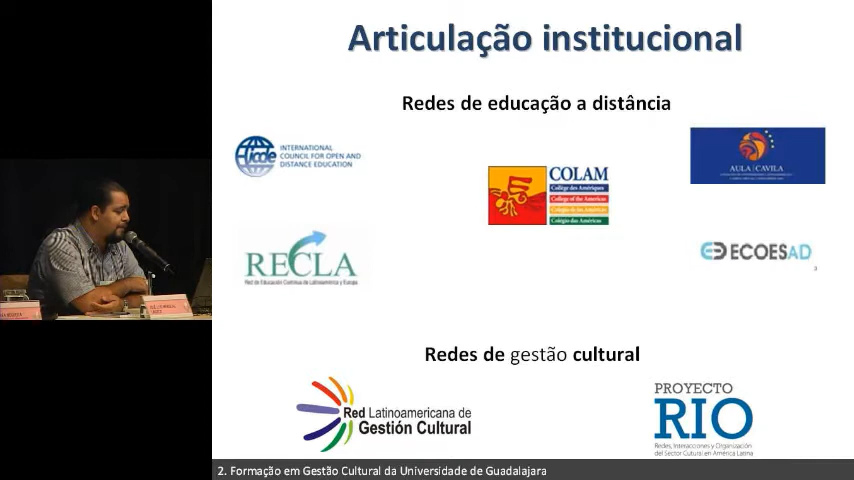 Articulação institucional
Redes de educação a distância
icde
INTERNATIONAL
COUNCIL FOR OPEN AND
DISTANCE EDUCATION
COLAM
Collège des Amériques
College of the Americas
Colegio de las Américas
Colégio das Américas
AULA | CAVILA
RECLA
Red de Educación Continua de Latinoamérica y Europa
ECOESAD
3
Redes de gestão cultural
Red Latinoamericana de
Gestión Cultural
PROYECTO
RIO
Redes, Interacciones y Organización
del Sector Cultural en América Latina
2. Formação em Gestão Cultural da Universidade de Guadalajara